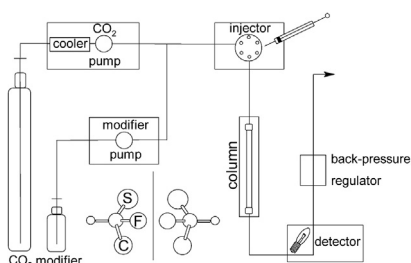 CO2
cooler
pump
injector
modifier
pump
column
back-pressure
regulator
S
F
C
detector
CO2 modifier